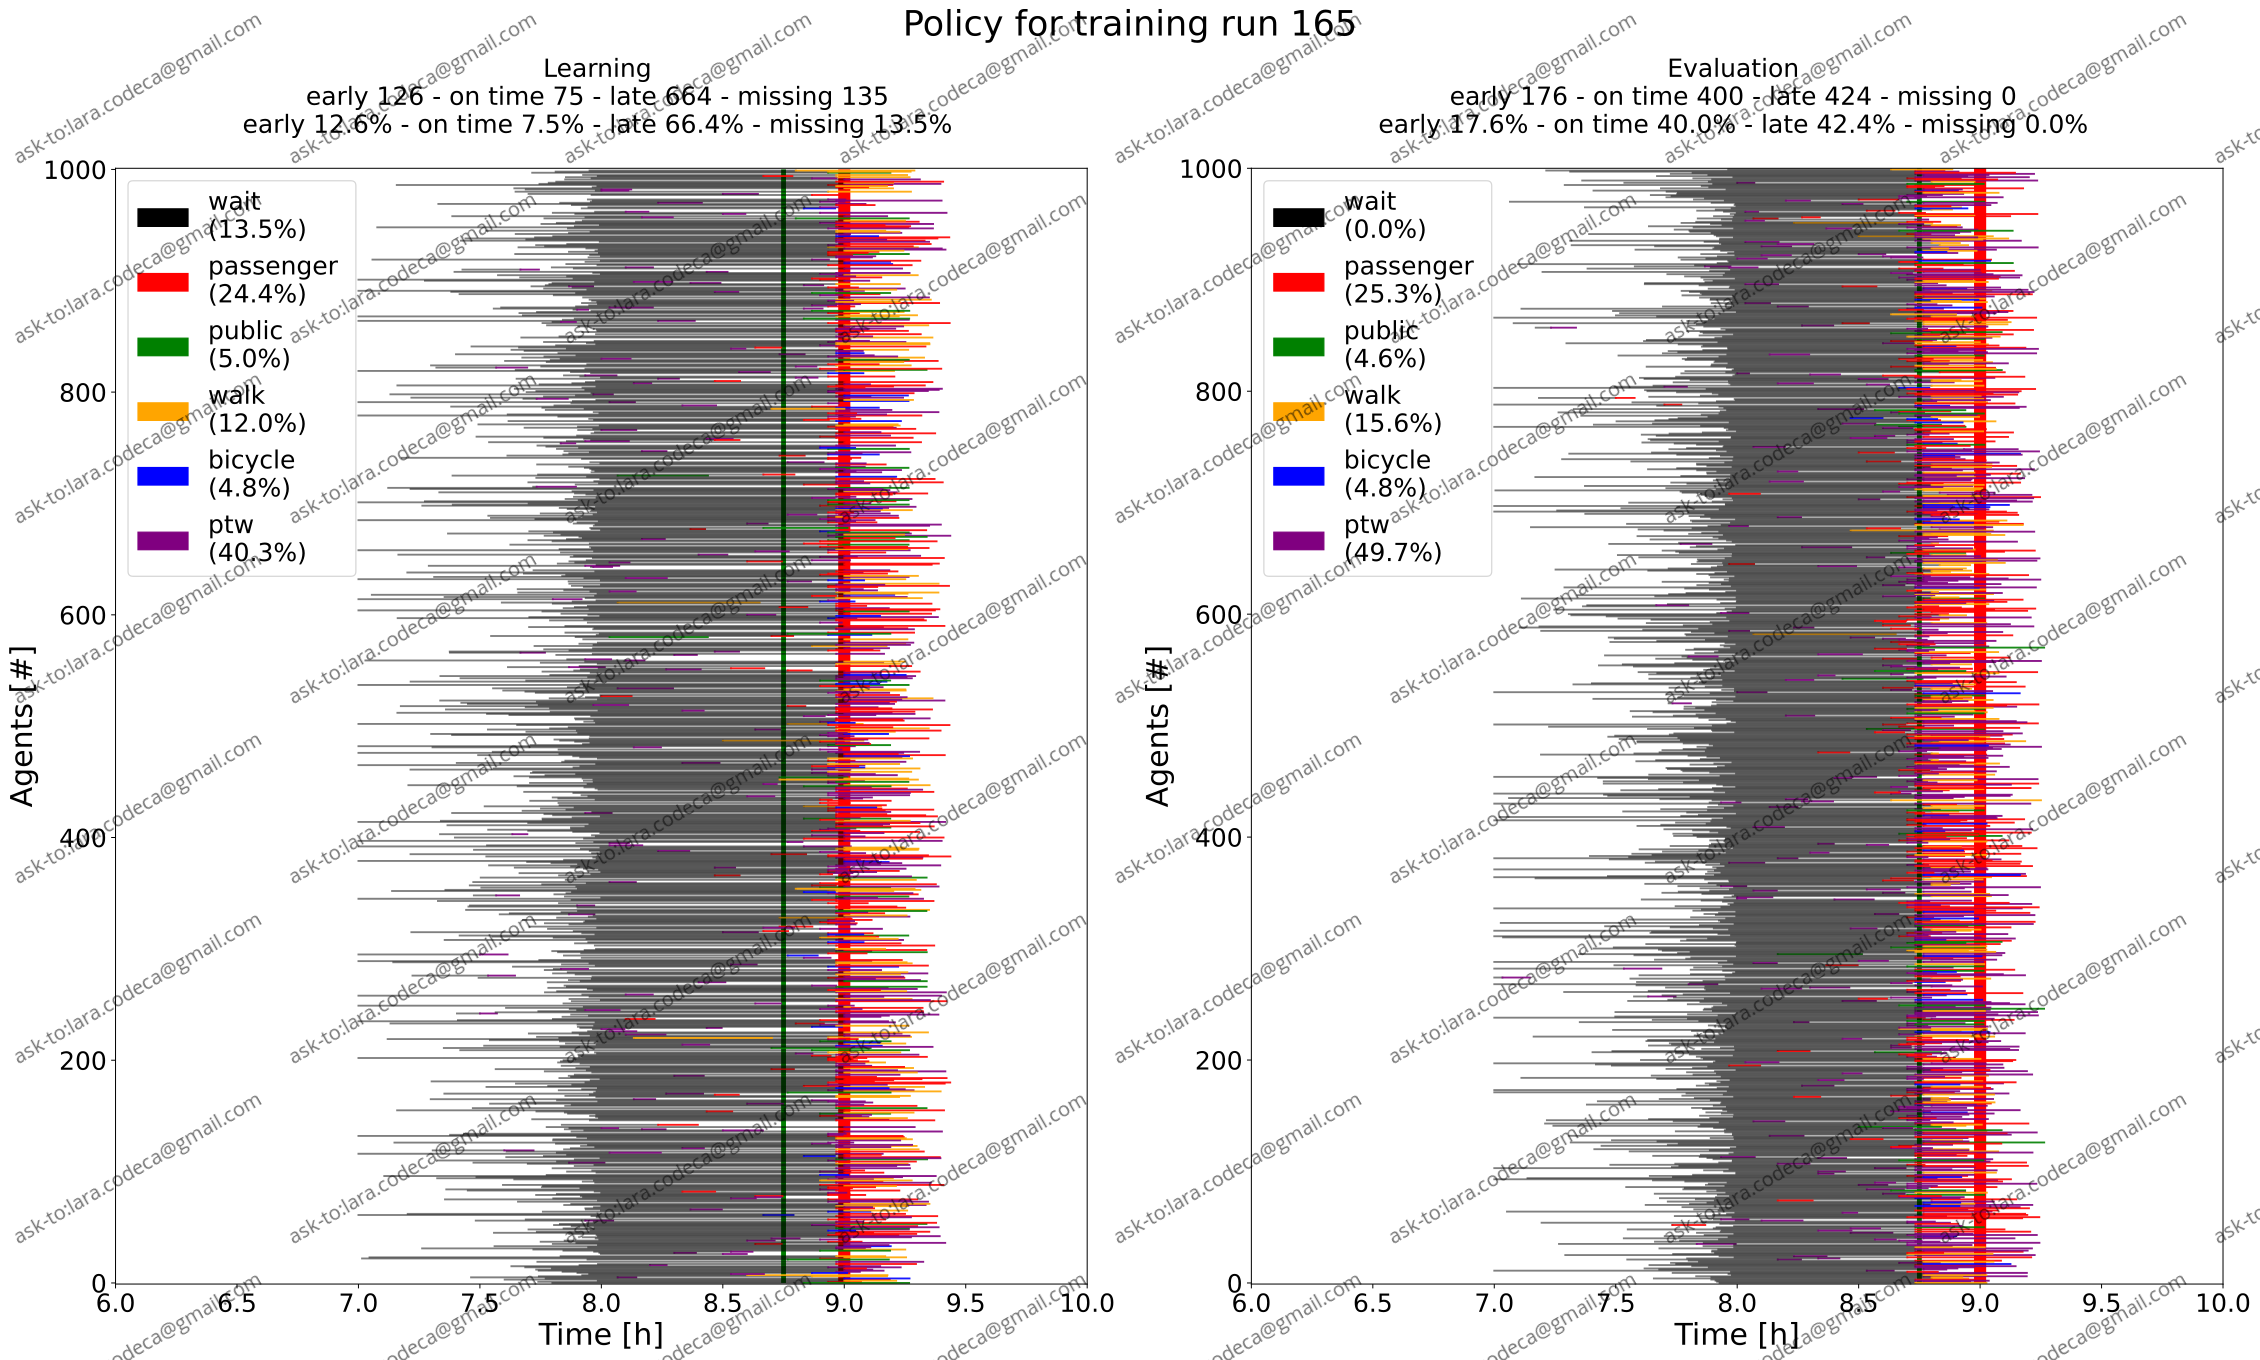 Policy for training run 165
Learning
early 126 - on time 75 - late 664 - missing 135
early 12.6% - on time 7.5% - late 66.4% - missing 13.5%
Agents [#]
1000
800
600
400
200
0
wait
(13.5%)
passenger
(24.4%)
public
(5.0%)
walk
(12.0%)
bicycle
(4.8%)
ptw
(40.3%)
6.0 6.5 7.0 7.5 8.0 8.5 9.0 9.5 10.0
Time [h]
Evaluation
early 176 - on time 400 - late 424 - missing 0
early 17.6% - on time 40.0% - late 42.4% - missing 0.0%
Agents [#]
1000
800
600
400
200
0
wait
(0.0%)
passenger
(25.3%)
public
(4.6%)
walk
(15.6%)
bicycle
(4.8%)
ptw
(49.7%)
6.0 6.5 7.0 7.5 8.0 8.5 9.0 9.5 10.0
Time [h]
ask-to:lara.codeca@gmail.com